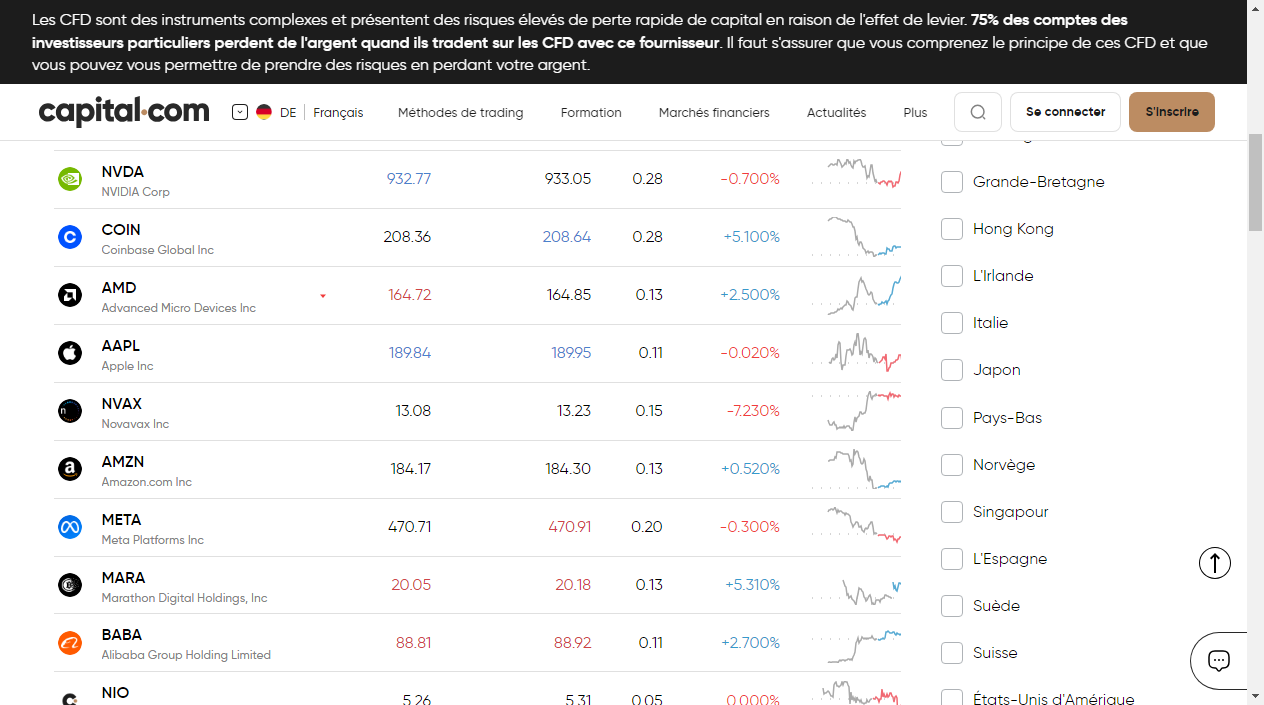 Les CFD sont des instruments complexes et présentent des risques élevés de perte rapide de capital en raison de l'effet de levier. 75% des comptes des
investisseurs particuliers perdent de l'argent quand ils tradent sur les CFD avec ce fournisseur. Il faut s'assurer que vous comprenez le principe de ces CFD et que
vous pouvez vous permettre de prendre des risques en perdant votre argent.
capital.com DE Français Méthodes de trading Formation Marchés financiers Actualités Plus Se connecter S'inscrire
NVDA 932.77 933.05 0.28 -0.700%
NVIDIA Corp
COIN 208.36 208.64 0.28 +5.100%
Coinbase Global Inc
AMD 164.72 164.85 0.13 +2.500%
Advanced Micro Devices Inc
AAPL 189.84 189.95 0.11 -0.020%
Apple Inc
NVAX 13.08 13.23 0.15 -7.230%
Novavax Inc
AMZN 184.17 184.30 0.13 +0.520%
Amazon.com Inc
META 470.71 470.91 0.20 -0.300%
Meta Platforms Inc
MARA 20.05 20.18 0.13 +5.310%
Marathon Digital Holdings, Inc
BABA 88.81 88.92 0.11 +2.700%
Alibaba Group Holding Limited
NIO 5.26 5.31 0.05 0.000%
Grande-Bretagne
Hong Kong
L'Irlande
Italie
Japon
Pays-Bas
Norvège
Singapour
L'Espagne
Suède
Suisse
États-Unis d'Amérique